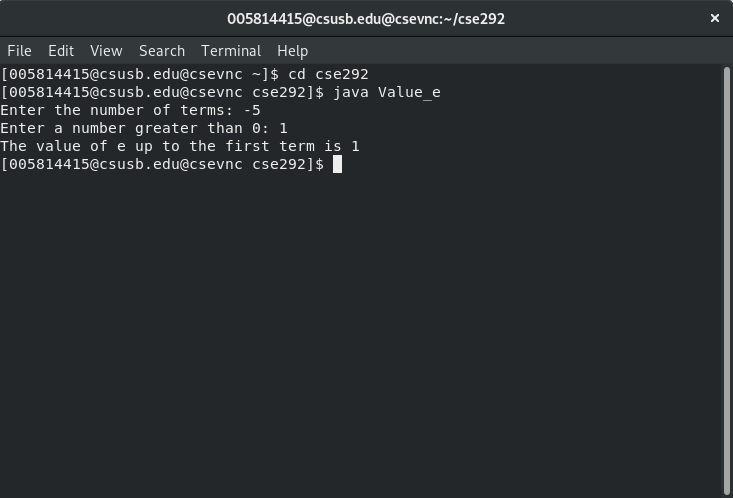 005814415@csusb.edu@csevnc:~/cse292 ×
File Edit View Search Terminal Help
[005814415@csusb.edu@csevnc ~]$ cd cse292
[005814415@csusb.edu@csevnc cse292]$ java Value_e
Enter the number of terms: -5
Enter a number greater than 0: 1
The value of e up to the first term is 1
[005814415@csusb.edu@csevnc cse292]$